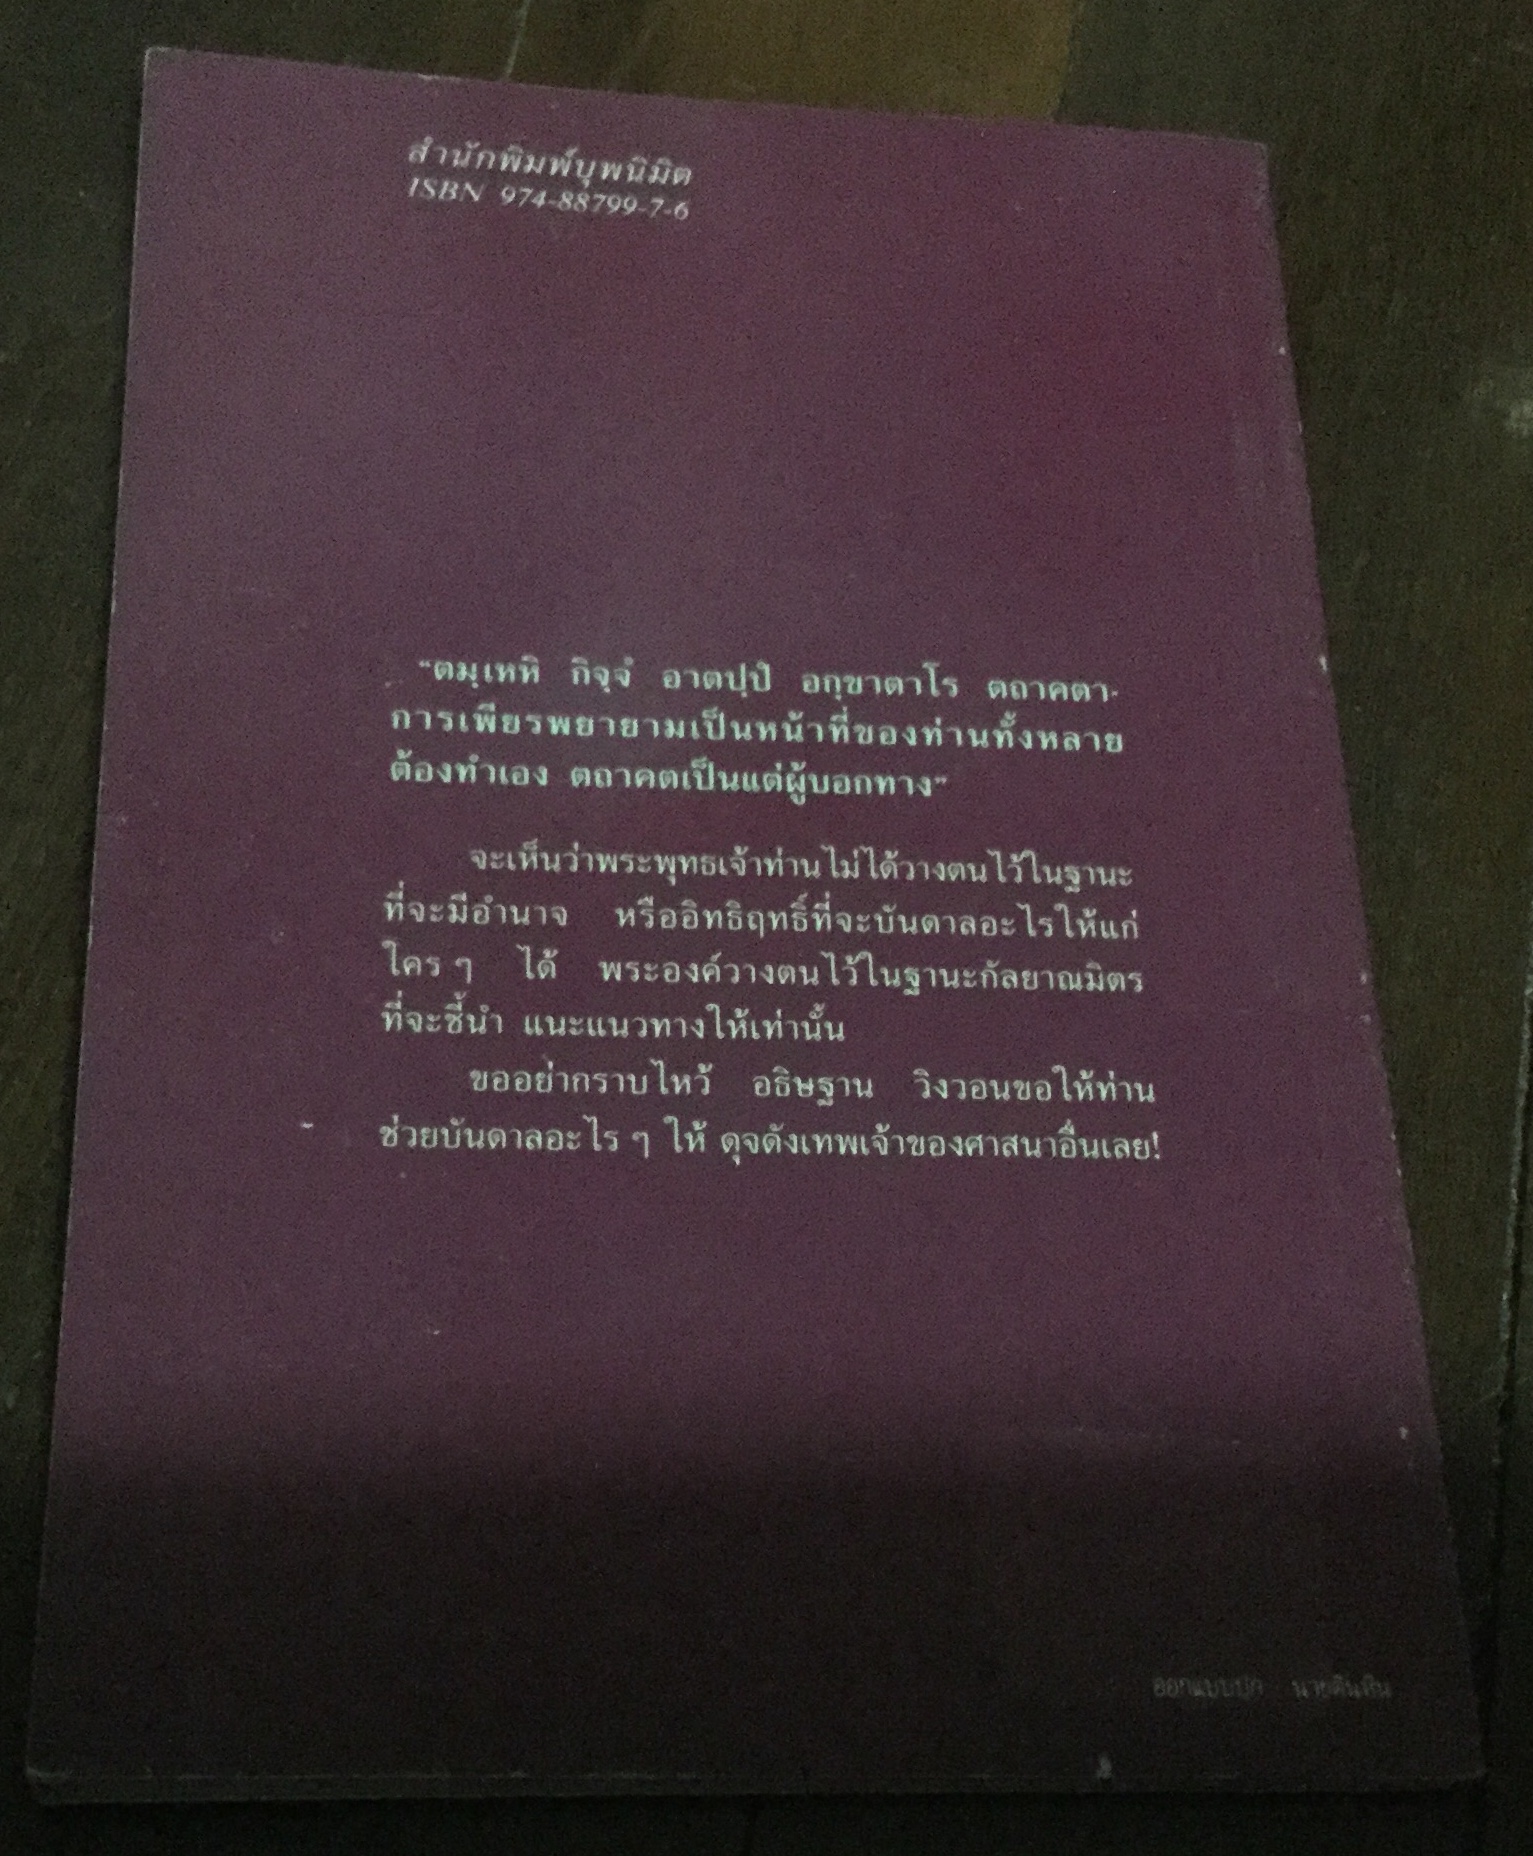 สำนักพิมพ์บุพนิมิต
ISBN 974-88799-7-6
"ตมฺเหหิ กิจฺจํ อาตปฺปํ อกฺขาตาโร ตถาคตา-
การเพียรพยายามเป็นหน้าที่ของท่านทั้งหลาย
ต้องทำเอง ตถาคตเป็นแต่ผู้บอกทาง"
จะเห็นว่าพระพุทธเจ้าท่านไม่ได้วางตนไว้ในฐานะ
ที่จะมีอำนาจ หรืออิทธิฤทธิ์ที่จะบันดาลอะไรให้แก่
ใคร ๆ ได้ พระองค์วางตนไว้ในฐานะกัลยาณมิตร
ที่จะชี้นำ แนะแนวทางให้เท่านั้น
ขออย่ากราบไหว้ อธิษฐาน วิงวอนขอให้ท่าน
ช่วยบันดาลอะไร ๆ ให้ ดุจดังเทพเจ้าของศาสนาอื่นเลย!
ออกแบบปก